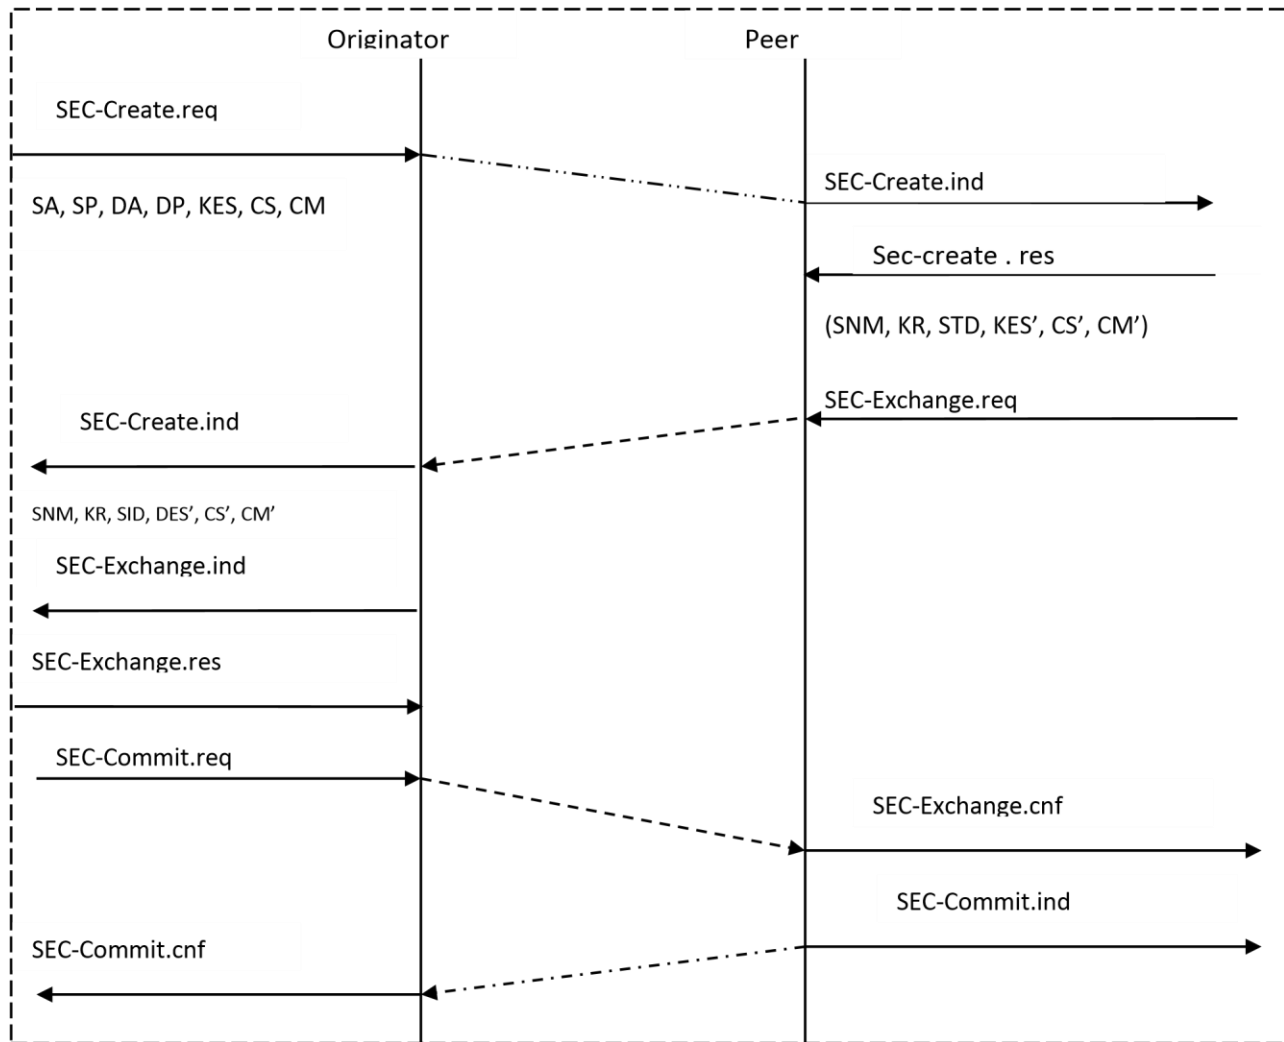 Originator
Peer
SEC-Create.req
SEC-Create.ind
SA, SP, DA, DP, KES, CS, CM
Sec-create . res
(SNM, KR, STD, KES’, CS’, CM’)
SEC-Exchange.req
SEC-Create.ind
SNM, KR, SID, DES’, CS’, CM’
SEC-Exchange.ind
SEC-Exchange.res
SEC-Commit.req
SEC-Exchange.cnf
SEC-Commit.ind
SEC-Commit.cnf